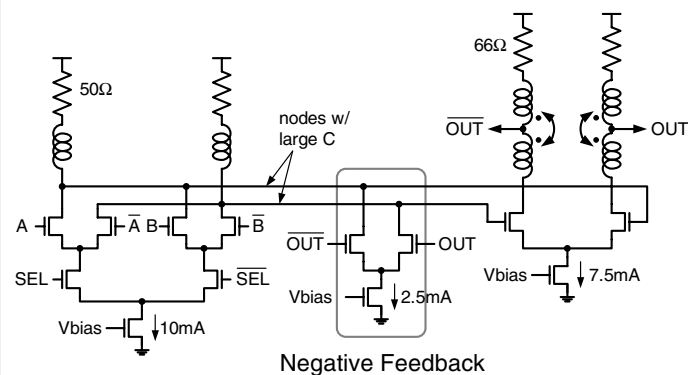 66Ω
50Ω
nodes w/
large C
OUT
OUT
A
A
B
B
OUT
OUT
SEL
SEL
Vbias
2.5mA
Vbias
7.5mA
Vbias
10mA
Negative Feedback